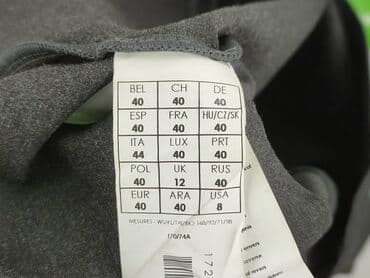 BEL CH DE
40 40 40
ESP FRA HU/CZ/SK
40 40 40
ITA LUX PRT
44 40 40
POL UK RUS
40 12 40
EUR ARA USA
40 40 8
170/74A
172